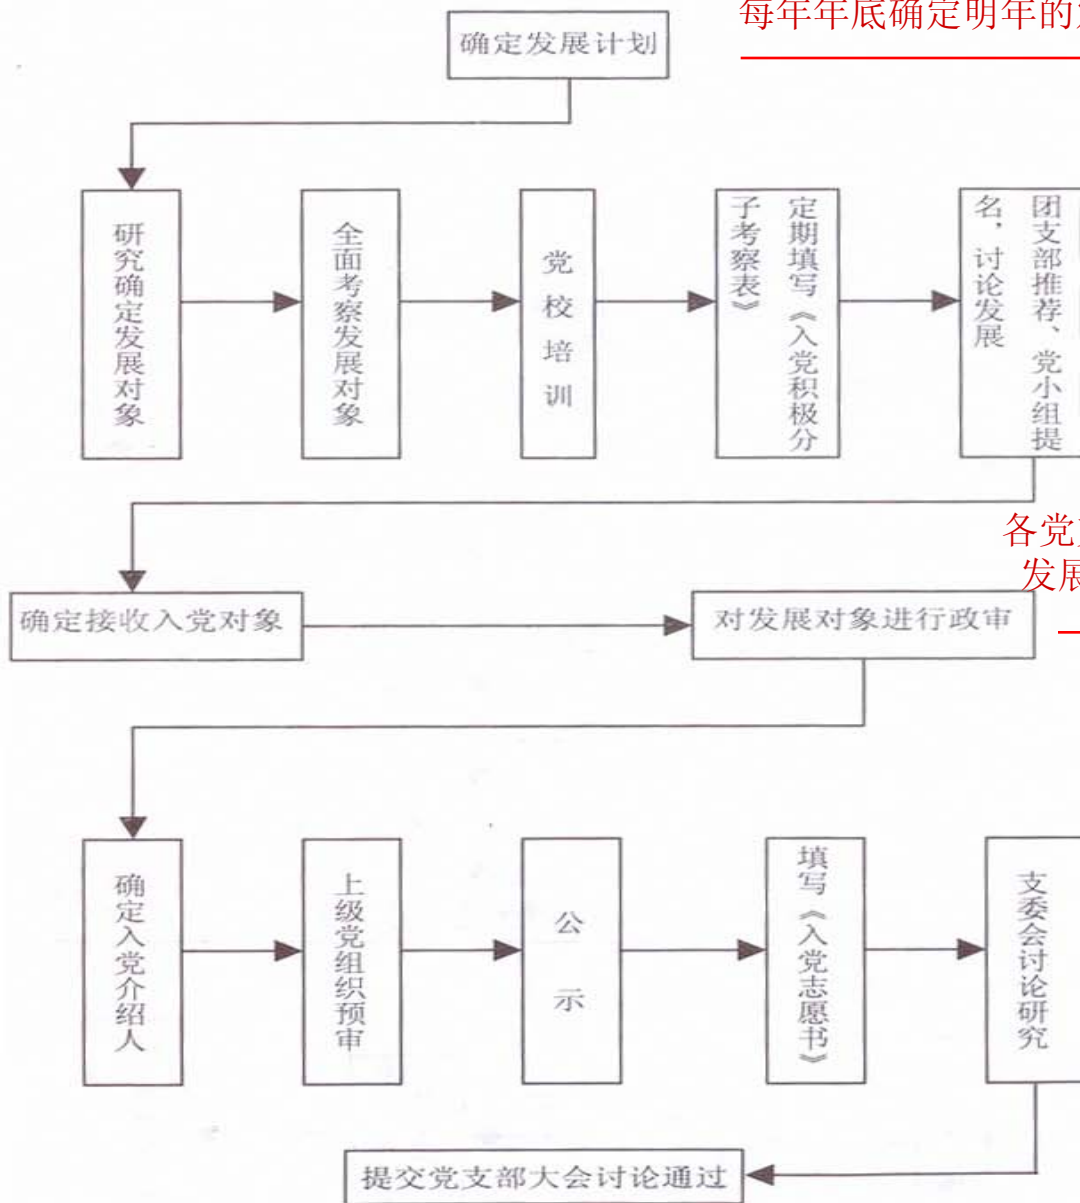 每年年底确定明年的
确定发展计划
研究确定发展对象
全面考察发展对象
党校培训
定期填写《入党积极分
子考察表》
团支部推荐、党小组提
名，讨论发展
各党
发展
确定接收入党对象
对发展对象进行政审
确定入党介绍人
上级党组织预审
公示
填写《入党志愿书》
支委会讨论研究
提交党支部大会讨论通过